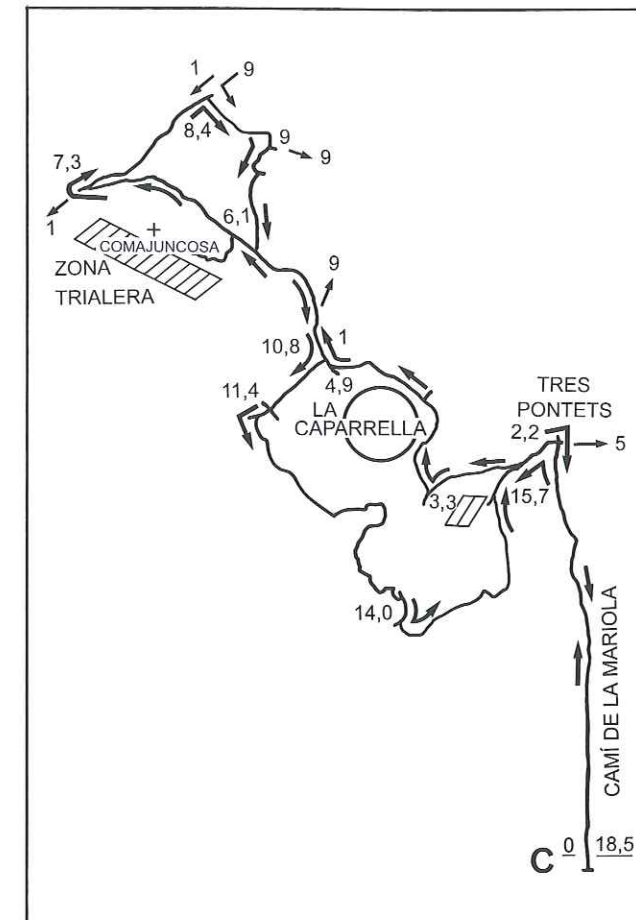 1 9
8,4
9
9
7,3
1
6,1
+
COMAJUNCOSA
ZONA
TRIALERA
9
10,8
1
4,9
11,4
LA
CAPARRELLA
TRES
PONTETS
2,2
5
3,3
15,7
14,0
CAMÍ DE LA MARIOLA
C 0 18,5